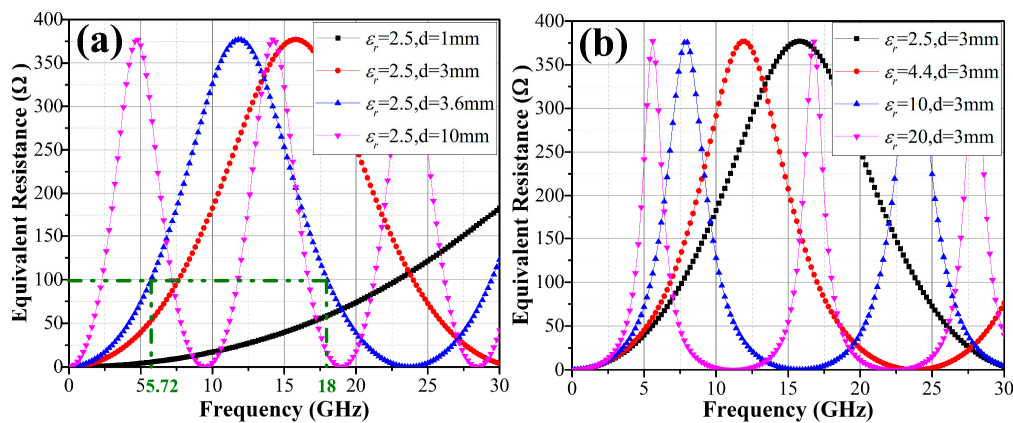 (a)
Equivalent Resistance (Ω)
400
350
300
250
200
150
100
50
0
εr=2.5,d=1mm
εr=2.5,d=3mm
εr=2.5,d=3.6mm
εr=2.5,d=10mm
0 5 5.72 10 15 18 20 25 30
Frequency (GHz)
(b)
Equivalent Resistance (Ω)
400
350
300
250
200
150
100
50
0
εr=2.5,d=3mm
εr=4.4,d=3mm
εr=10,d=3mm
εr=20,d=3mm
0 5 10 15 20 25 30
Frequency (GHz)